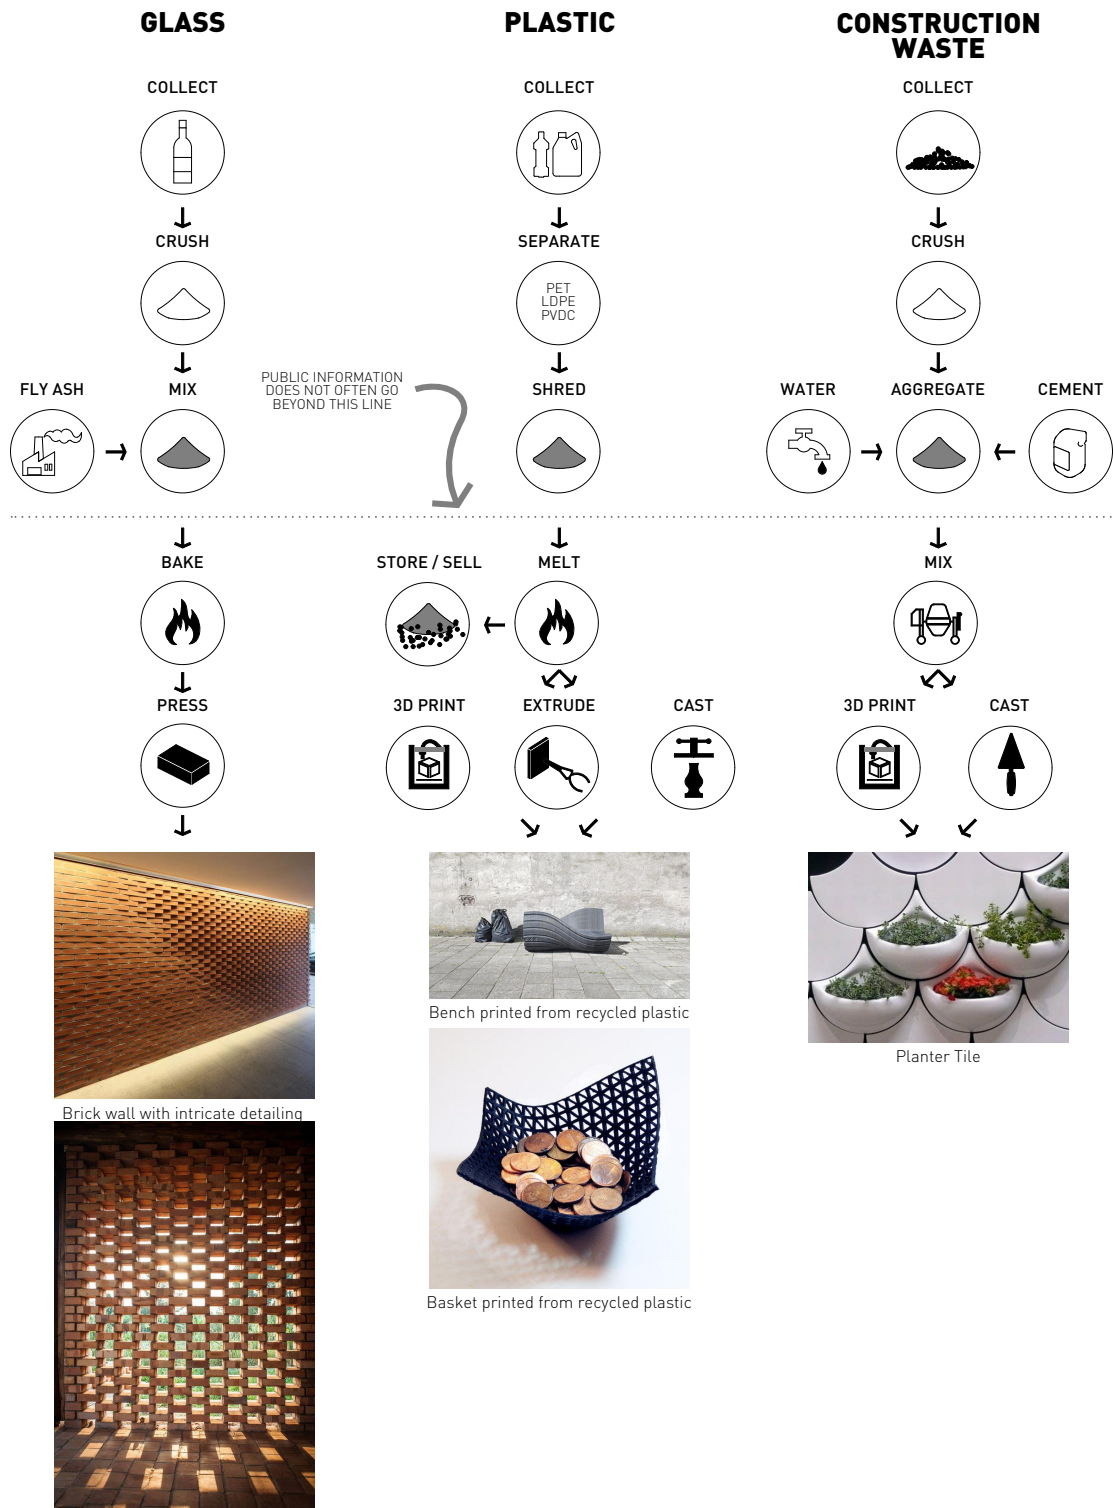 GLASS
PLASTIC
CONSTRUCTION
WASTE
COLLECT
COLLECT
COLLECT
CRUSH
SEPARATE
CRUSH
PET
LDPE
PVDC
PUBLIC INFORMATION
DOES NOT OFTEN GO
BEYOND THIS LINE
FLY ASH
MIX
SHRED
WATER
AGGREGATE
CEMENT
BAKE
STORE / SELL
MELT
MIX
PRESS
3D PRINT
EXTRUDE
CAST
3D PRINT
CAST
Bench printed from recycled plastic
Planter Tile
Brick wall with intricate detailing
Basket printed from recycled plastic